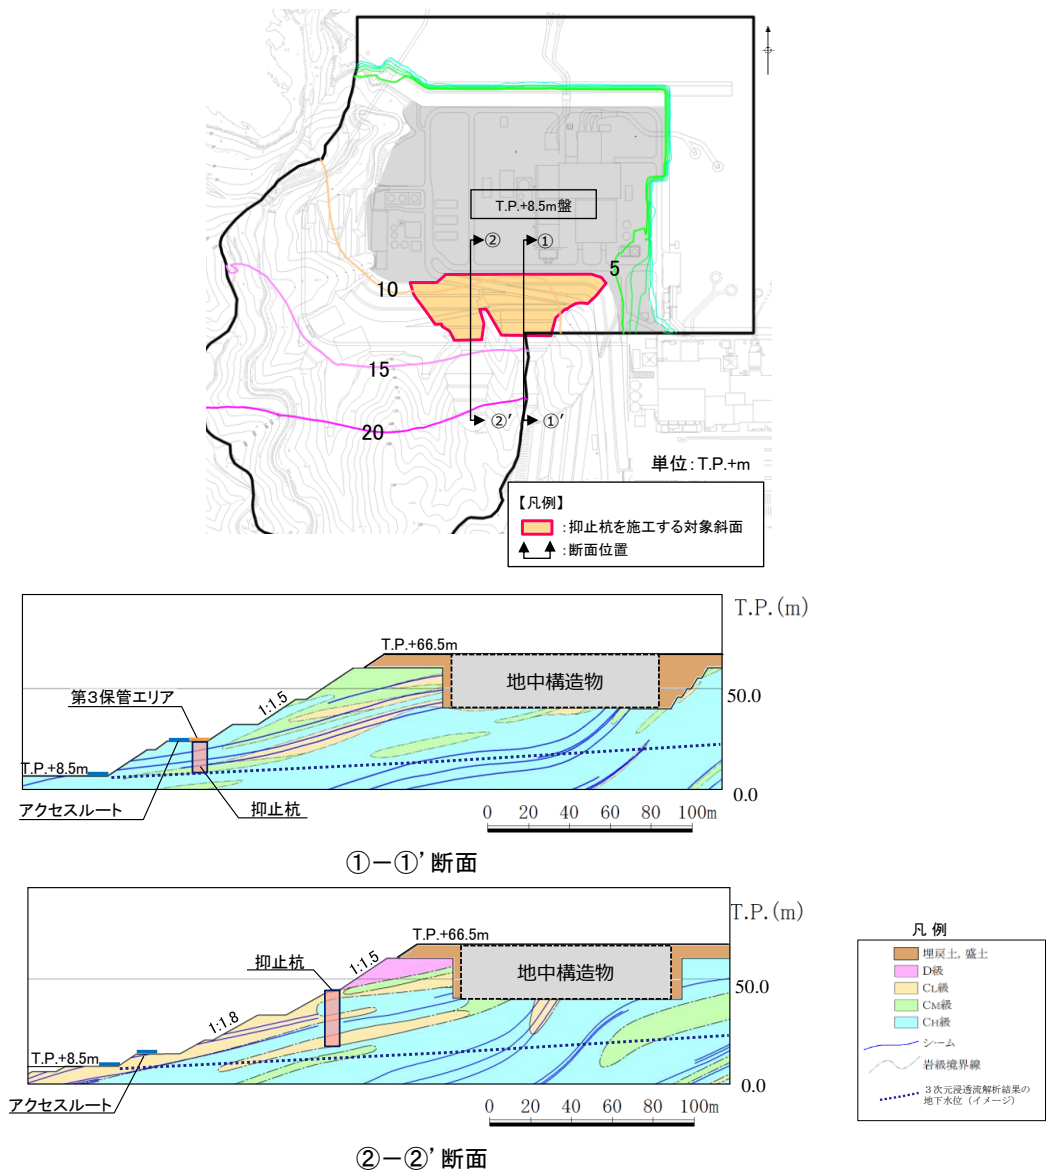 T.P.+8.5m盤
②
①
5
10
15
20
②′
①′
単位：T.P.+m
【凡例】
：抑止杭を施工する対象斜面
：断面位置
T.P.(m)
T.P.+66.5m
地中構造物
50.0
1:1.5
第3保管エリア
T.P.+8.5m
0.0
アクセスルート
抑止杭
0 20 40 60 80 100m
①－①'断面
T.P.(m)
T.P.+66.5m
抑止杭
1:1.5
地中構造物
50.0
1:1.8
T.P.+8.5m
0.0
アクセスルート
0 20 40 60 80 100m
②－②'断面
凡 例
埋戻土，盛土
D級
CL級
CM級
CH級
シーム
岩級境界線
3次元浸透流解析結果の
地下水位（イメージ）